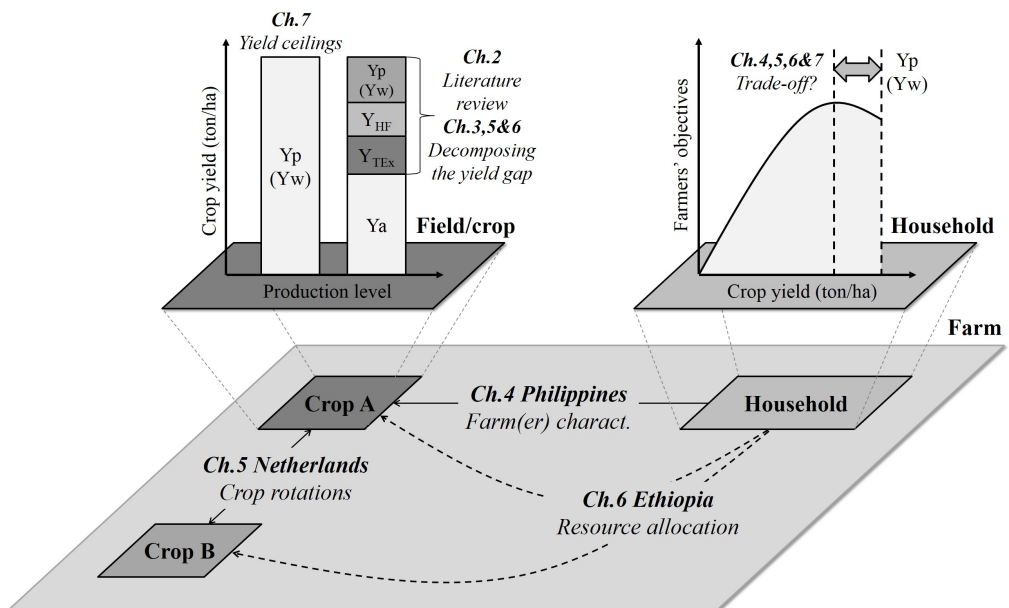 Ch.7
Yield ceilings
Crop yield (ton/ha)
Yp
(Yw)
Yp
(Yw)
Y_HF
Y_TEx
Ya
Ch.2
Literature
review
Ch.3,5&6
Decomposing
the yield gap
Field/crop
Production level
Farmers' objectives
Ch.4,5,6&7
Trade-off?
Yp
(Yw)
Household
Crop yield (ton/ha)
Farm
Crop A
Ch.4 Philippines
Farm(er) charact.
Household
Ch.5 Netherlands
Crop rotations
Ch.6 Ethiopia
Resource allocation
Crop B